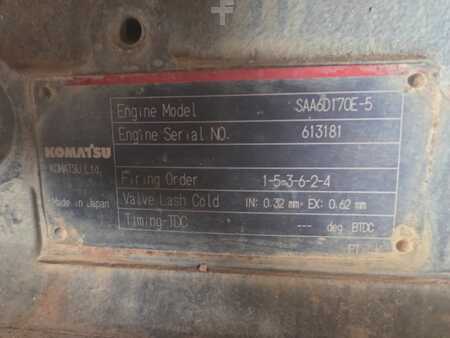 Engine Model SAA6D170E-5
Engine Serial NO. 613181
KOMATSU
KOMATSU Ltd.
Firing Order 1-5-3-6-2-4
Valve Lash Cold IN: 0.32 mm EX: 0.62 mm
Made in Japan
Timing-TDC --- deg BTDC